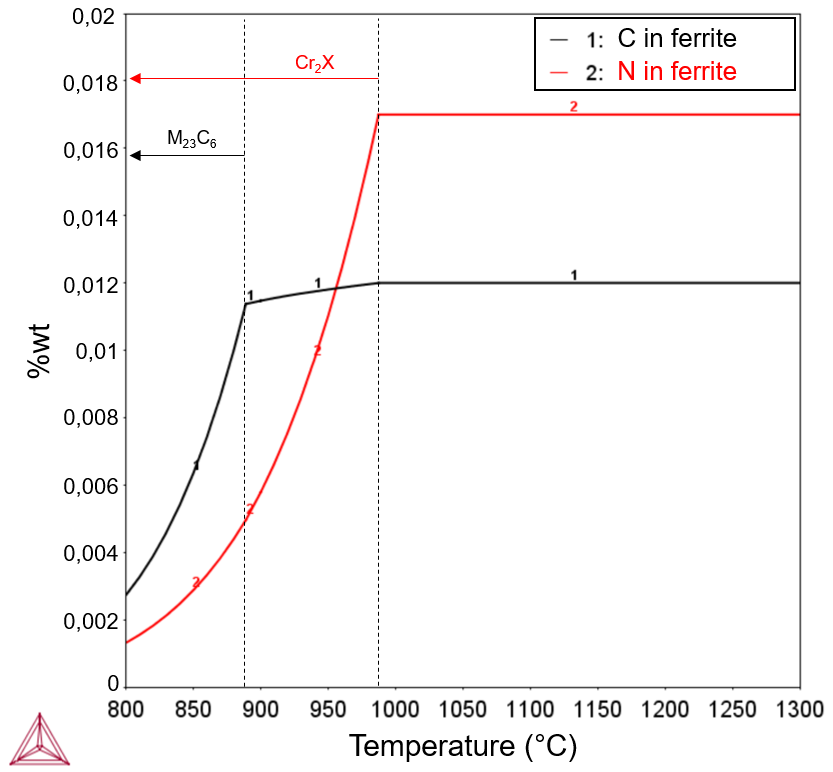 0,02
0,018
0,016
0,014
0,012
0,01
0,008
0,006
0,004
0,002
0
%wt
1: C in ferrite
2: N in ferrite
Cr₂X
M₂₃C₆
2
1
1
1
2
1
2
2
800 850 900 950 1000 1050 1100 1150 1200 1250 1300
Temperature (°C)